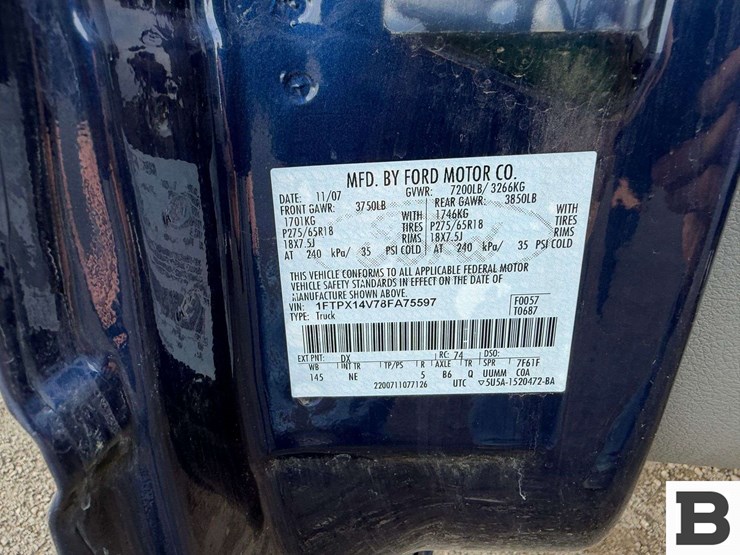 MFD. BY FORD MOTOR CO.
DATE: 11/07 GVWR: 7200LB/ 3266KG
FRONT GAWR: 3750LB REAR GAWR: 3850LB
1701KG WITH 1746KG WITH
P275/65R18 TIRES P275/65R18 TIRES
18X7.5J RIMS 18X7.5J RIMS
AT 240 kPa/ 35 PSI COLD AT 240 kPa/ 35 PSI COLD
THIS VEHICLE CONFORMS TO ALL APPLICABLE FEDERAL MOTOR
VEHICLE SAFETY STANDARDS IN EFFECT ON THE DATE OF
MANUFACTURE SHOWN ABOVE.
VIN: 1FTPX14V78FA75597 F0057
TYPE: Truck T0687
EXT PNT: DX RC: 74 DSO:
WB INT TR TP/PS R AXLE TR SPR 7F61F
145 NE 5 B6 Q UUMM COA
2200711077126 UTC ▽5U5A-1520472-BA
B